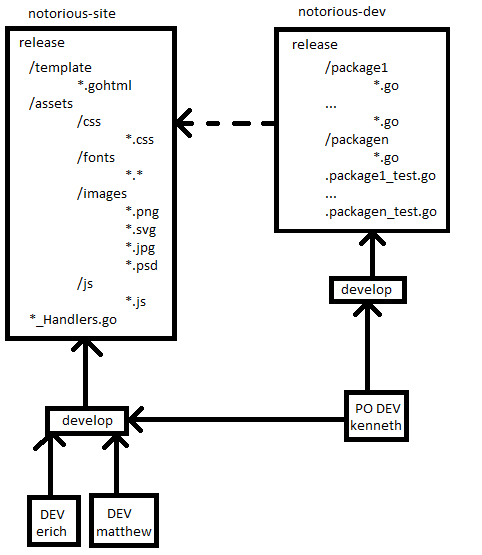 notorious-site
release
/template
*.gohtml
/assets
/css
*.css
/fonts
*.*
/images
*.png
*.svg
*.jpg
*.psd
/js
*.js
*_Handlers.go
notorious-dev
release
/package1
*.go
...
*.go
/packagen
*.go
.package1_test.go
...
.packagen_test.go
develop
develop
PO DEV
kenneth
DEV
erich
DEV
matthew